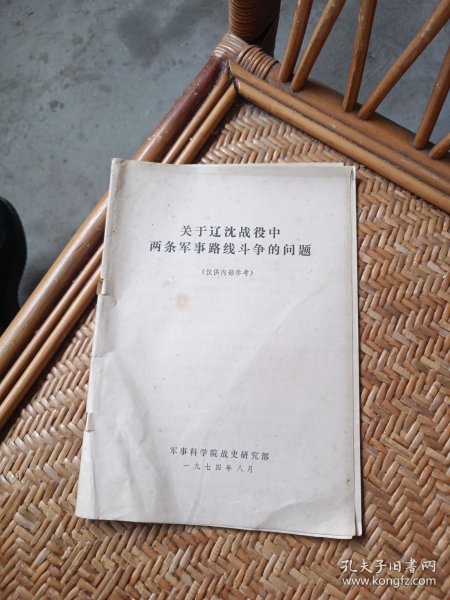 关于辽沈战役中
两条军事路线斗争的问题
（仅供内部参考）
军事科学院战史研究部
一九七四年八月
孔夫子旧书网
www.kongfz.com